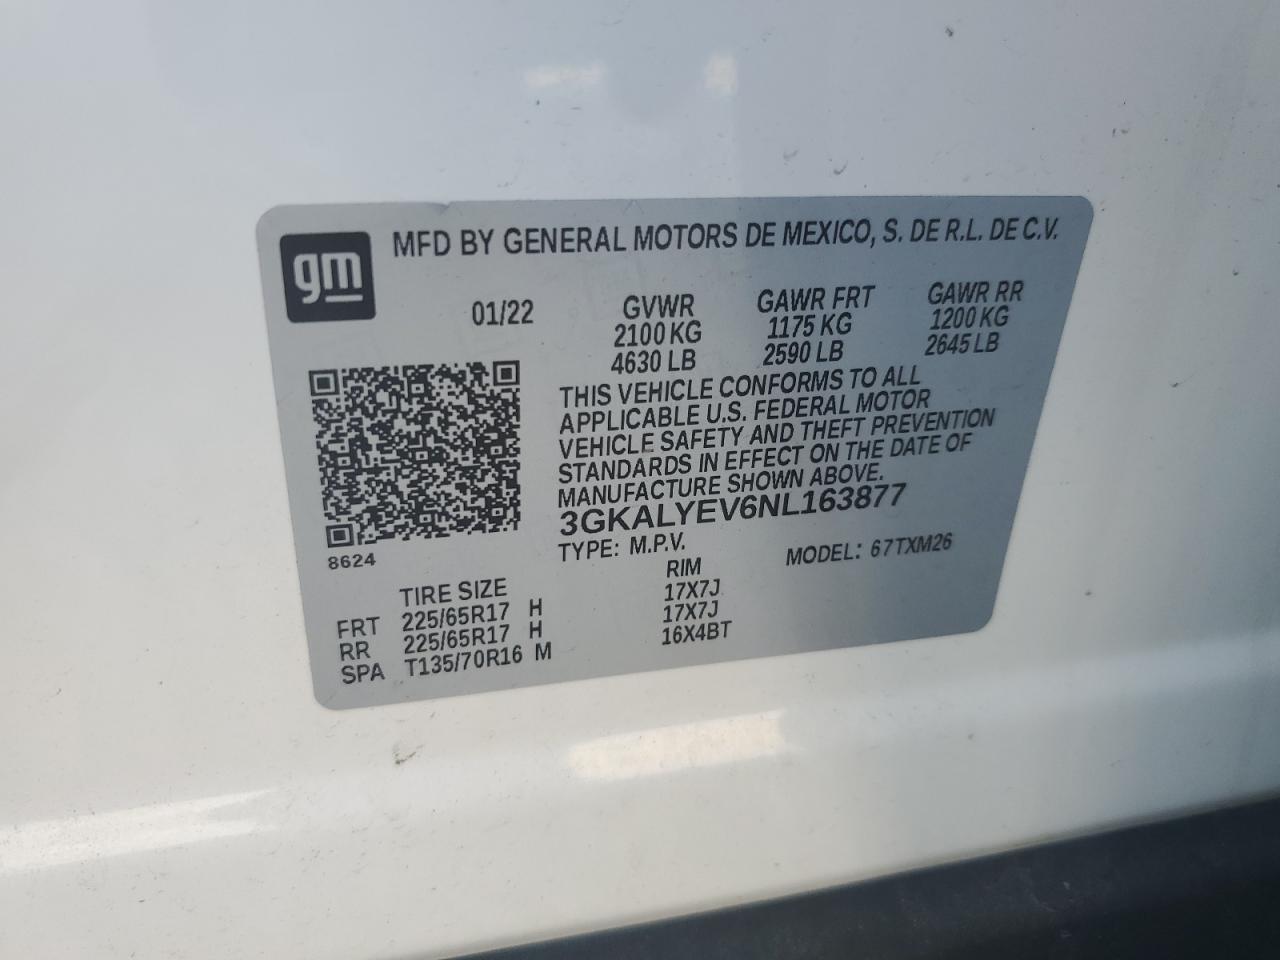 gm
MFD BY GENERAL MOTORS DE MEXICO, S. DE R.L. DE C.V.
01/22 GVWR GAWR FRT GAWR RR
2100 KG 1175 KG 1200 KG
4630 LB 2590 LB 2645 LB
THIS VEHICLE CONFORMS TO ALL
APPLICABLE U.S. FEDERAL MOTOR
VEHICLE SAFETY AND THEFT PREVENTION
STANDARDS IN EFFECT ON THE DATE OF
MANUFACTURE SHOWN ABOVE.
3GKALYEV6NL163877
8624
TYPE: M.P.V. MODEL: 67TXM26
TIRE SIZE RIM
FRT 225/65R17 H 17X7J
RR 225/65R17 H 17X7J
SPA T135/70R16 M 16X4BT